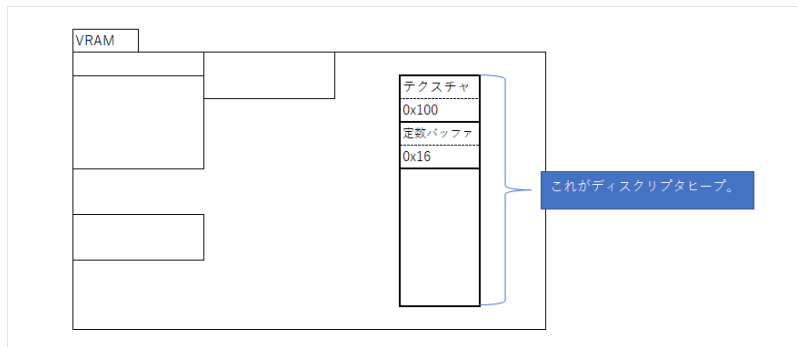 VRAM
テクスチャ
0x100
定数バッファ
0x16
これがディスクリプタヒープ。